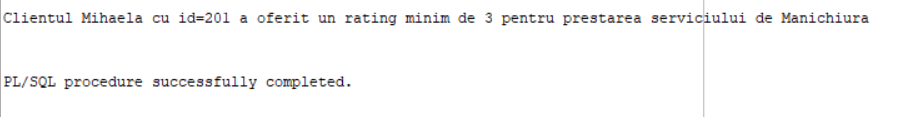 Clientul Mihaela cu id=201 a oferit un rating minim de 3 pentru prestarea serviciului de Manichiura
PL/SQL procedure successfully completed.